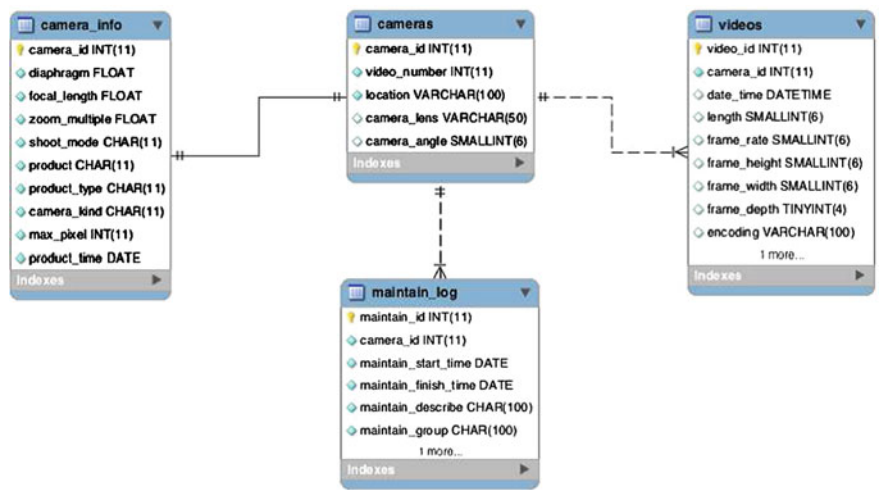 camera_info
camera_id INT(11)
diaphragm FLOAT
focal_length FLOAT
zoom_multiple FLOAT
shoot_mode CHAR(11)
product CHAR(11)
product_type CHAR(11)
camera_kind CHAR(11)
max_pixel INT(11)
product_time DATE
Indexes
cameras
camera_id INT(11)
video_number INT(11)
location VARCHAR(100)
camera_lens VARCHAR(50)
camera_angle SMALLINT(6)
Indexes
videos
video_id INT(11)
camera_id INT(11)
date_time DATETIME
length SMALLINT(6)
frame_rate SMALLINT(6)
frame_height SMALLINT(6)
frame_width SMALLINT(6)
frame_depth TINYINT(4)
encoding VARCHAR(100)
1 more...
Indexes
maintain_log
maintain_id INT(11)
camera_id INT(11)
maintain_start_time DATE
maintain_finish_time DATE
maintain_describe CHAR(100)
maintain_group CHAR(100)
1 more...
Indexes